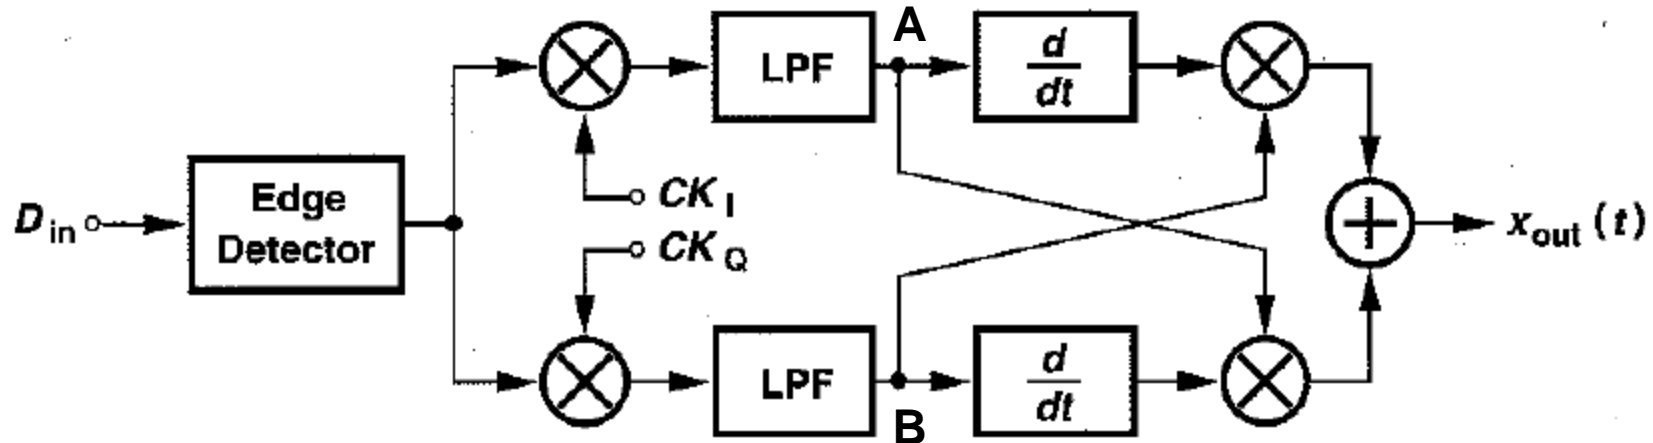 A
LPF
d
dt
CK I
Edge
Detector
D in
CK Q
x out (t)
LPF
d
dt
B